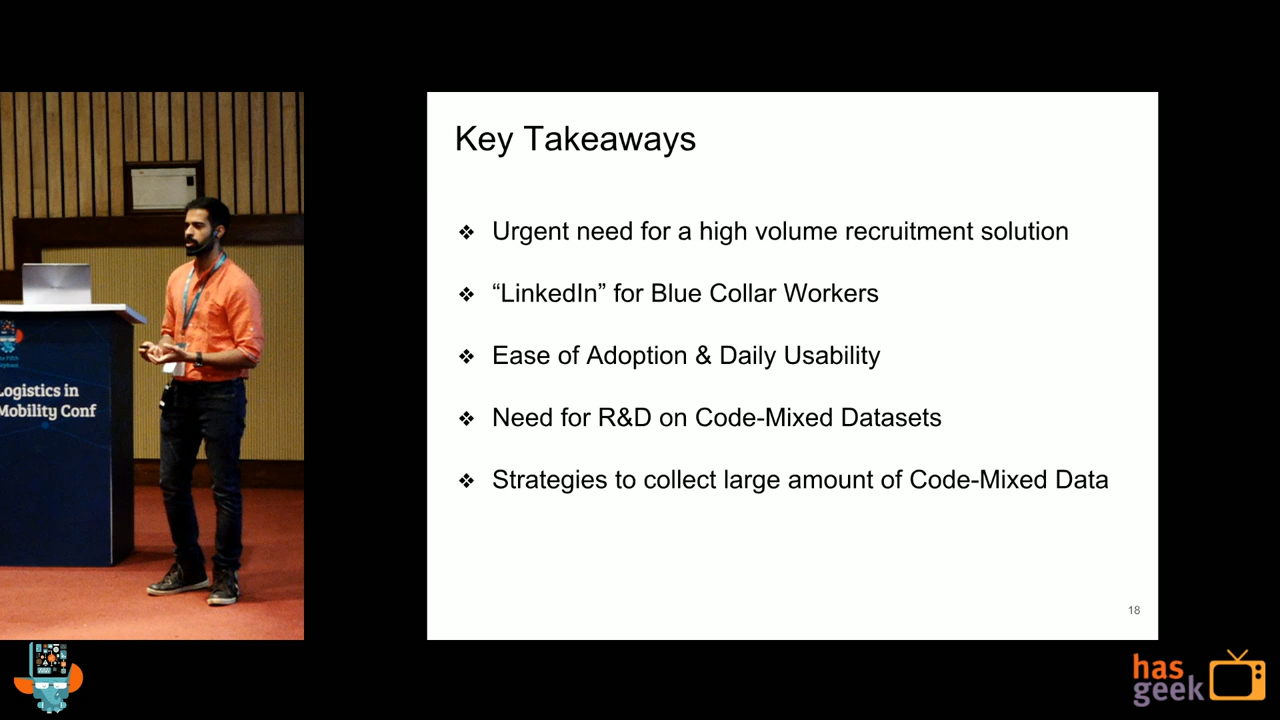 Key Takeaways
❖ Urgent need for a high volume recruitment solution
❖ “LinkedIn” for Blue Collar Workers
❖ Ease of Adoption & Daily Usability
❖ Need for R&D on Code-Mixed Datasets
❖ Strategies to collect large amount of Code-Mixed Data
18
Logistics in
Mobility Conf
has
geek